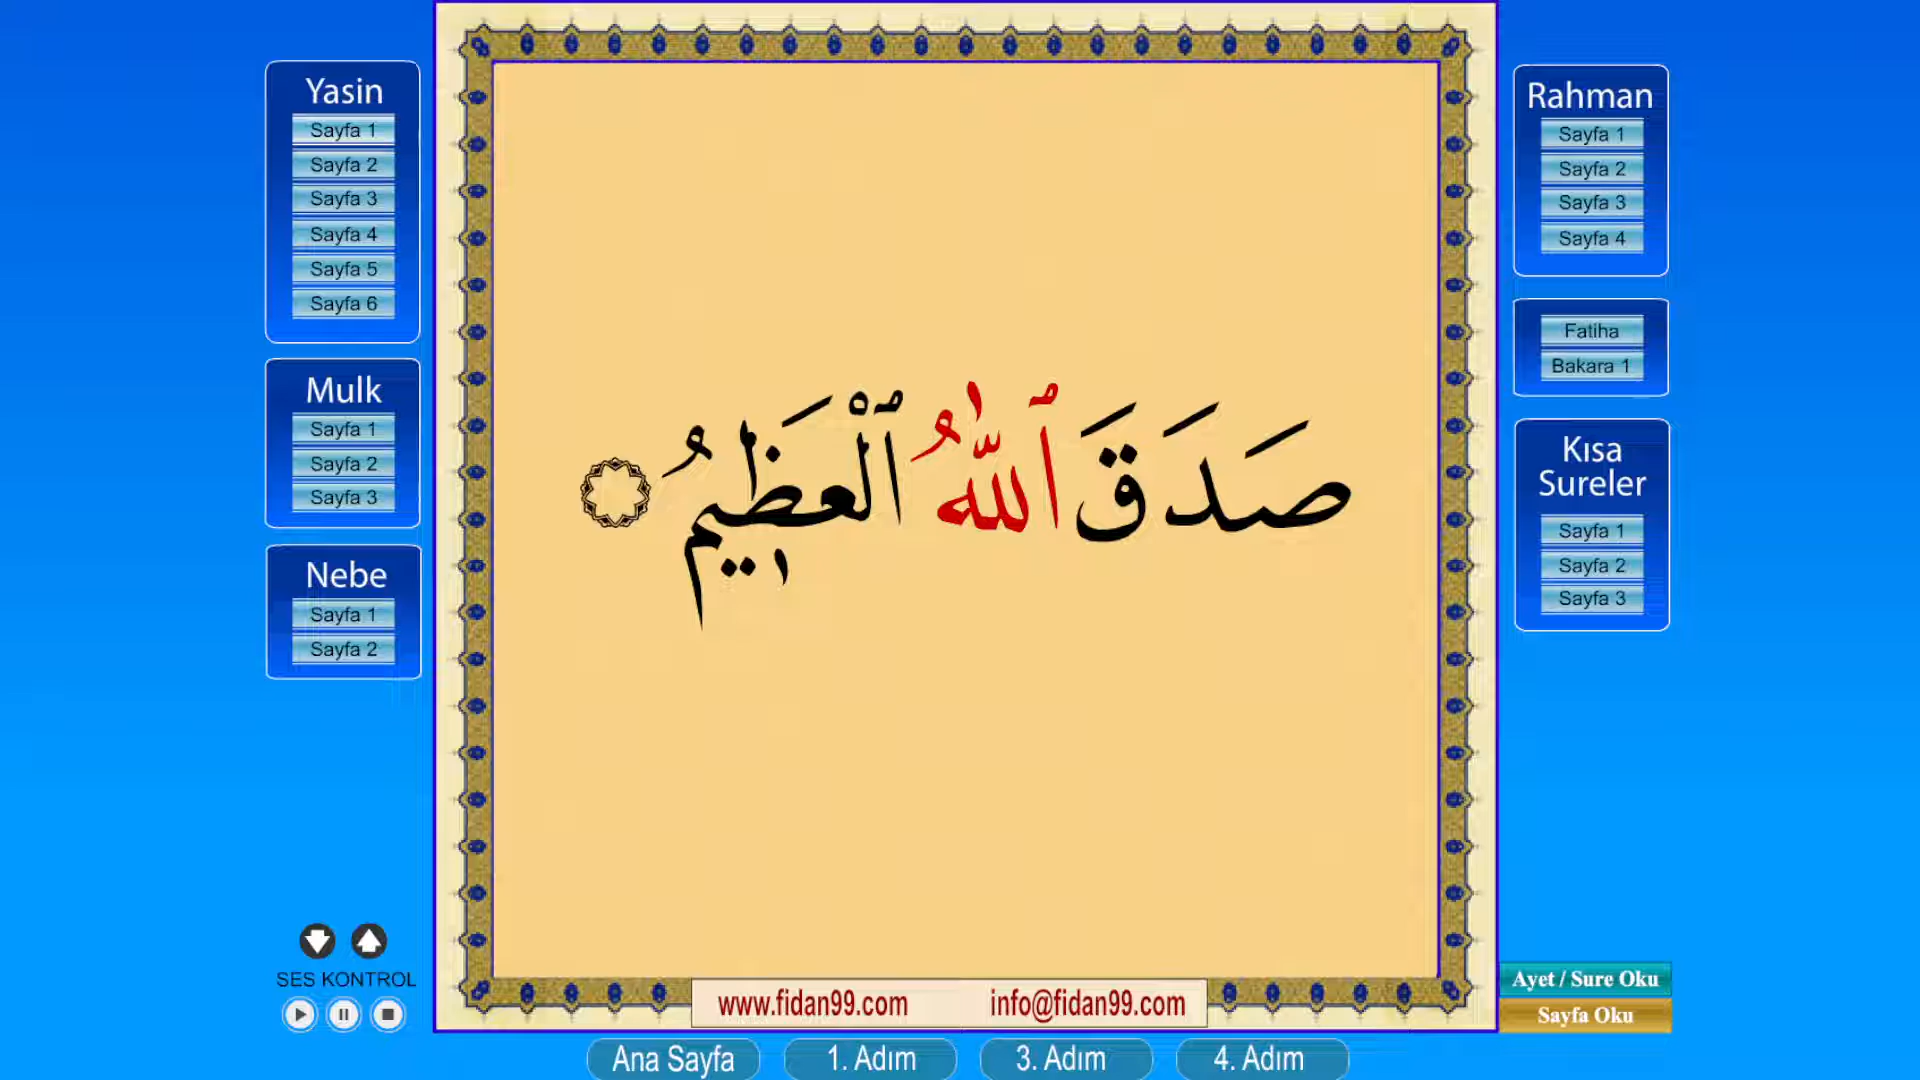 Yasin
Sayfa 1
Sayfa 2
Sayfa 3
Sayfa 4
Sayfa 5
Sayfa 6
Mulk
Sayfa 1
Sayfa 2
Sayfa 3
Nebe
Sayfa 1
Sayfa 2
SES KONTROL
صَدَقَ ٱللَّهُ ٱلْعَظِيمُ
www.fidan99.com info@fidan99.com
Rahman
Sayfa 1
Sayfa 2
Sayfa 3
Sayfa 4
Fatiha
Bakara 1
Kısa
Sureler
Sayfa 1
Sayfa 2
Sayfa 3
Ayet / Sure Oku
Sayfa Oku
Ana Sayfa 1. Adım 3. Adım 4. Adım